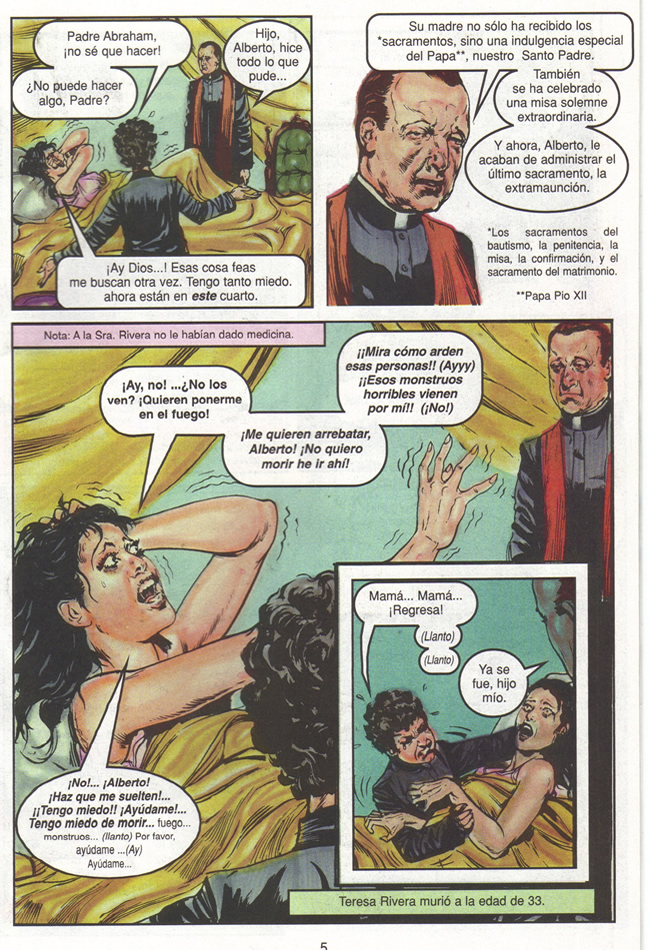 Padre Abraham,
¡no sé que hacer!
¿No puede hacer
algo, Padre?
Hijo,
Alberto, hice
todo lo que
pude...
¡Ay Dios...! Esas cosa feas
me buscan otra vez. Tengo tanto miedo.
ahora están en este cuarto.
Su madre no sólo ha recibido los
*sacramentos, sino una indulgencia especial
del Papa**, nuestro Santo Padre.
También
se ha celebrado
una misa solemne
extraordinaria.
Y ahora, Alberto, le
acaban de administrar el
último sacramento, la
extramaunción.
*Los sacramentos del
bautismo, la penitencia, la
misa, la confirmación, y el
sacramento del matrimonio.
**Papa Pio XII
Nota: A la Sra. Rivera no le habían dado medicina.
¡Ay, no! ...¿No los
ven? ¡Quieren ponerme
en el fuego!
¡¡Mira cómo arden
esas personas!! (Ayyy)
¡¡Esos monstruos
horribles vienen
por mí!! (¡No!)
¡Me quieren arrebatar,
Alberto! ¡No quiero
morir he ir ahí!
¡No!... ¡Alberto!
¡Haz que me suelten!...
¡¡Tengo miedo!! ¡Ayúdame!...
Tengo miedo de morir... fuego...
monstruos... (llanto) Por favor,
ayúdame ...(Ay)
Ayúdame...
Mamá... Mamá...
¡Regresa!
(Llanto)
(Llanto)
Ya se
fue, hijo
mío.
Teresa Rivera murió a la edad de 33.
5